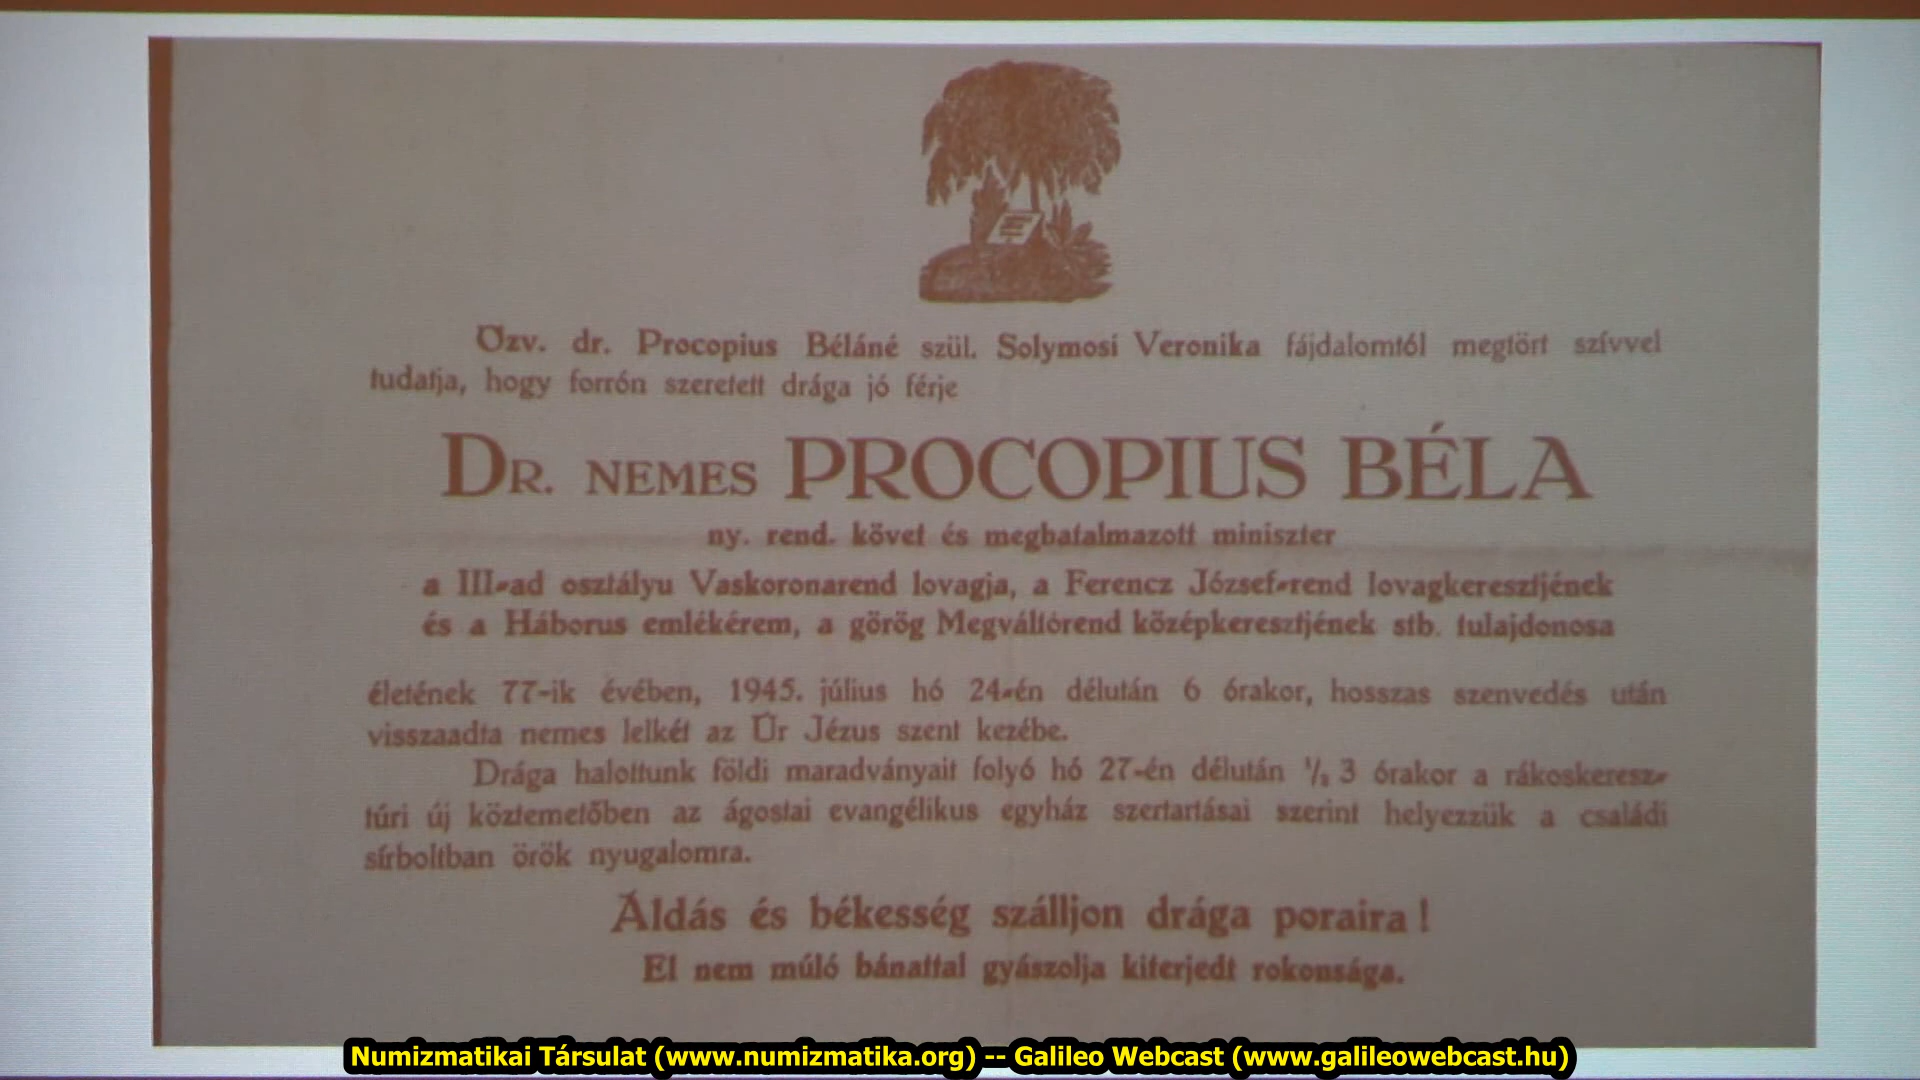 Özv. dr. Procopius Béláné szül. Solymosi Veronika fájdalomtól megtört szívvel
tudatja, hogy forrón szeretett drága jó férje
DR. NEMES PROCOPIUS BÉLA
ny. rend. követ és meghatalmazott miniszter
a III-ad osztályu Vaskoronarend lovagja, a Ferencz József-rend lovagkeresztjének
és a Háborus emlékérem, a görög Megváltórend középkeresztjének stb. tulajdonosa
életének 77-ik évében, 1945. július hó 24-én délután 6 órakor, hosszas szenvedés után
visszaadta nemes lelkét az Úr Jézus szent kezébe.
Drága halottunk földi maradványait folyó hó 27-én délután ½ 3 órakor a rákoskeresz-
túri új köztemetőben az ágostai evangélikus egyház szertartásai szerint helyezzük a családi
sírboltban örök nyugalomra.
Áldás és békesség szálljon drága poraira!
El nem múló bánattal gyászolja kiterjedt rokonsága.
Numizmatikai Társulat (www.numizmatika.org) -- Galileo Webcast (www.galileowebcast.hu)